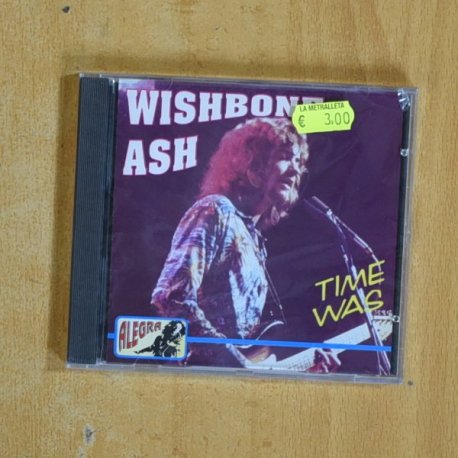 WISHBONE
ASH
LA METRALLETA
€ 3.00
TIME
WAS
ALEGRA